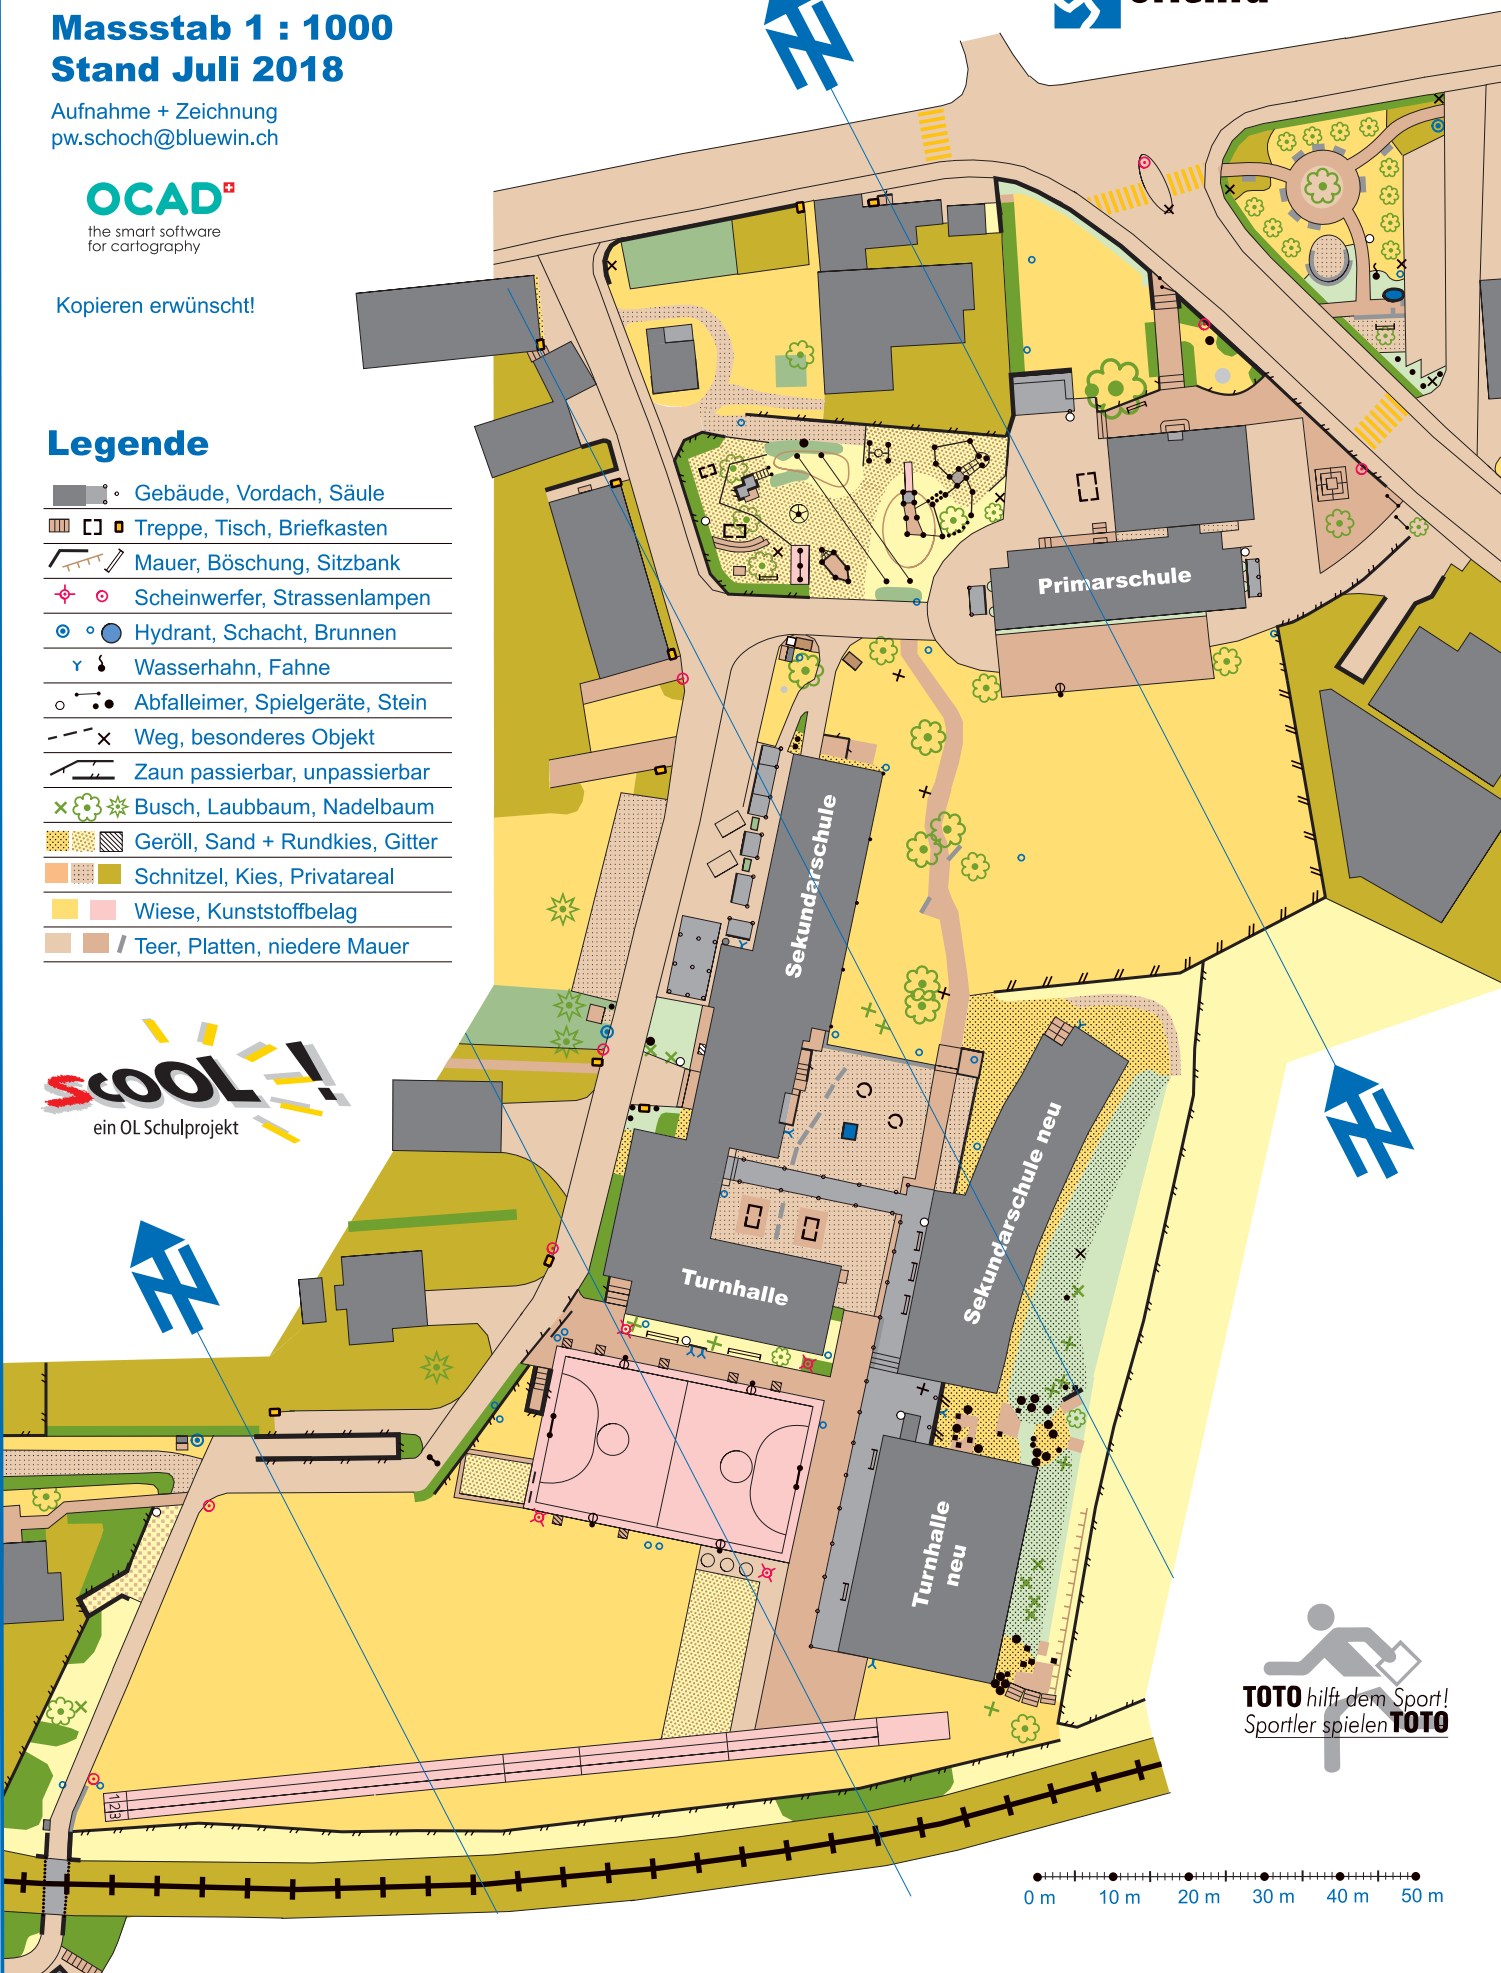 Massstab 1 : 1000
Stand Juli 2018
Aufnahme + Zeichnung
pw.schoch@bluewin.ch
OCAD
the smart software
for cartography
Kopieren erwünscht!
Legende
Gebäude, Vordach, Säule
Treppe, Tisch, Briefkasten
Mauer, Böschung, Sitzbank
Scheinwerfer, Strassenlampen
Hydrant, Schacht, Brunnen
Wasserhahn, Fahne
Abfalleimer, Spielgeräte, Stein
Weg, besonderes Objekt
Zaun passierbar, unpassierbar
Busch, Laubbaum, Nadelbaum
Geröll, Sand + Rundkies, Gitter
Schnitzel, Kies, Privatareal
Wiese, Kunststoffbelag
Teer, Platten, niedere Mauer
sCOOL!
ein OL Schulprojekt
Primarschule
Sekundarschule
Sekundarschule neu
Turnhalle
Turnhalle
neu
123
TOTO hilft dem Sport!
Sportler spielen TOTO
0 m 10 m 20 m 30 m 40 m 50 m